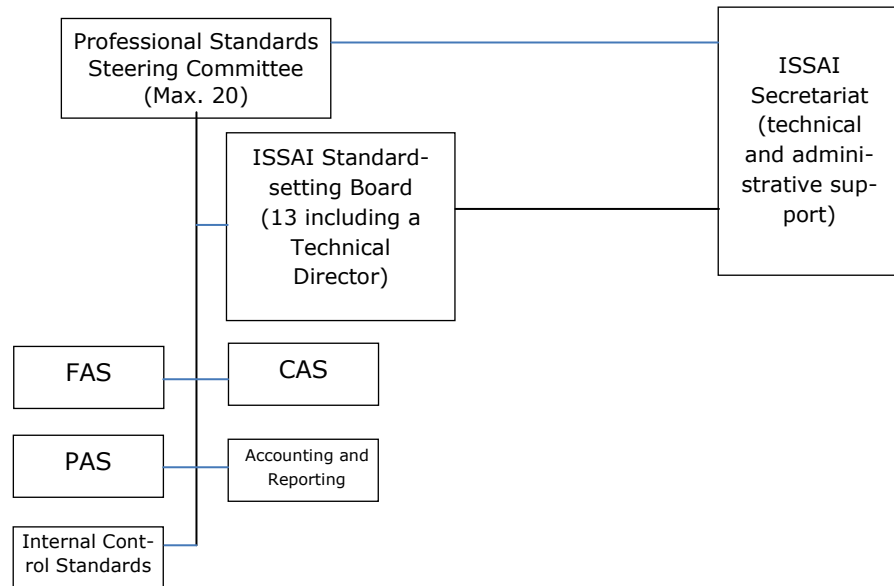 Professional Standards
Steering Committee
(Max. 20)
ISSAI
Secretariat
(technical
and admini-
strative sup-
port)
ISSAI Standard-
setting Board
(13 including a
Technical
Director)
FAS
CAS
PAS
Accounting and
Reporting
Internal Cont-
rol Standards